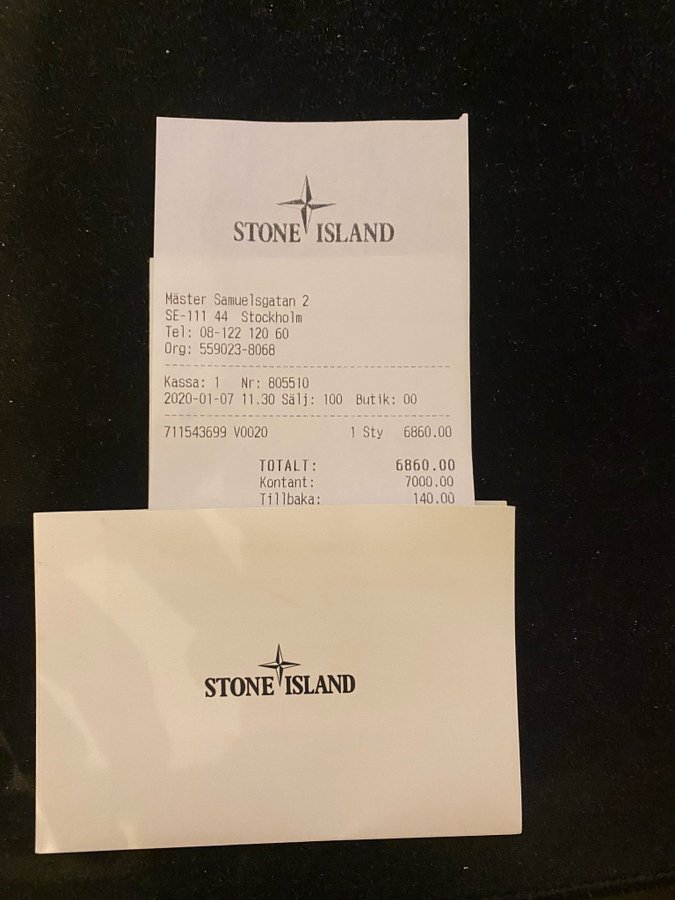 STONE ISLAND
Mäster Samuelsgatan 2
SE-111 44 Stockholm
Tel: 08-122 120 60
Org: 559023-8068
Kassa: 1 Nr: 805510
2020-01-07 11.30 Sälj: 100 Butik: 00
711543699 V0020 1 Sty 6860.00
TOTALT: 6860.00
Kontant: 7000.00
Tillbaka: 140.00
STONE ISLAND